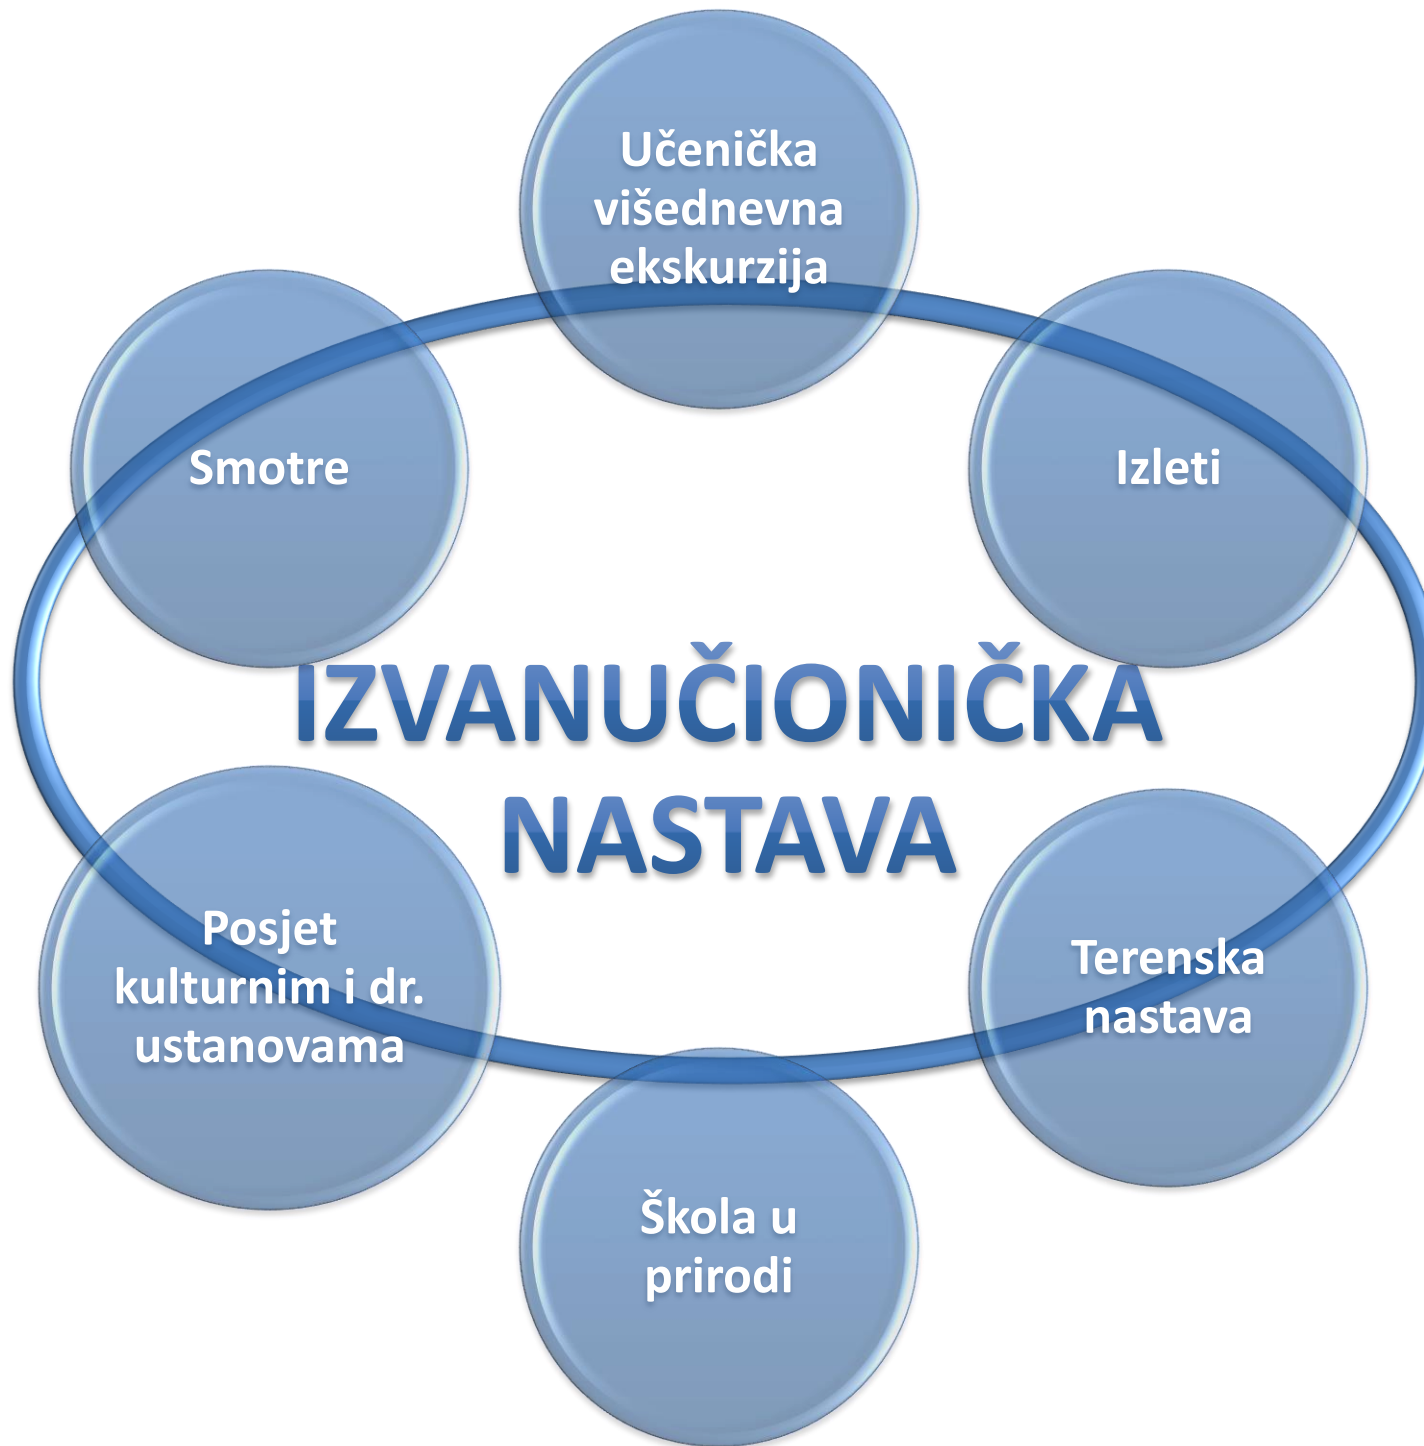 Učenička
višednevna
ekskurzija
Smotre
Izleti
IZVANUČIONIČKA
NASTAVA
Posjet
kulturnim i dr.
ustanovama
Terenska
nastava
Škola u
prirodi